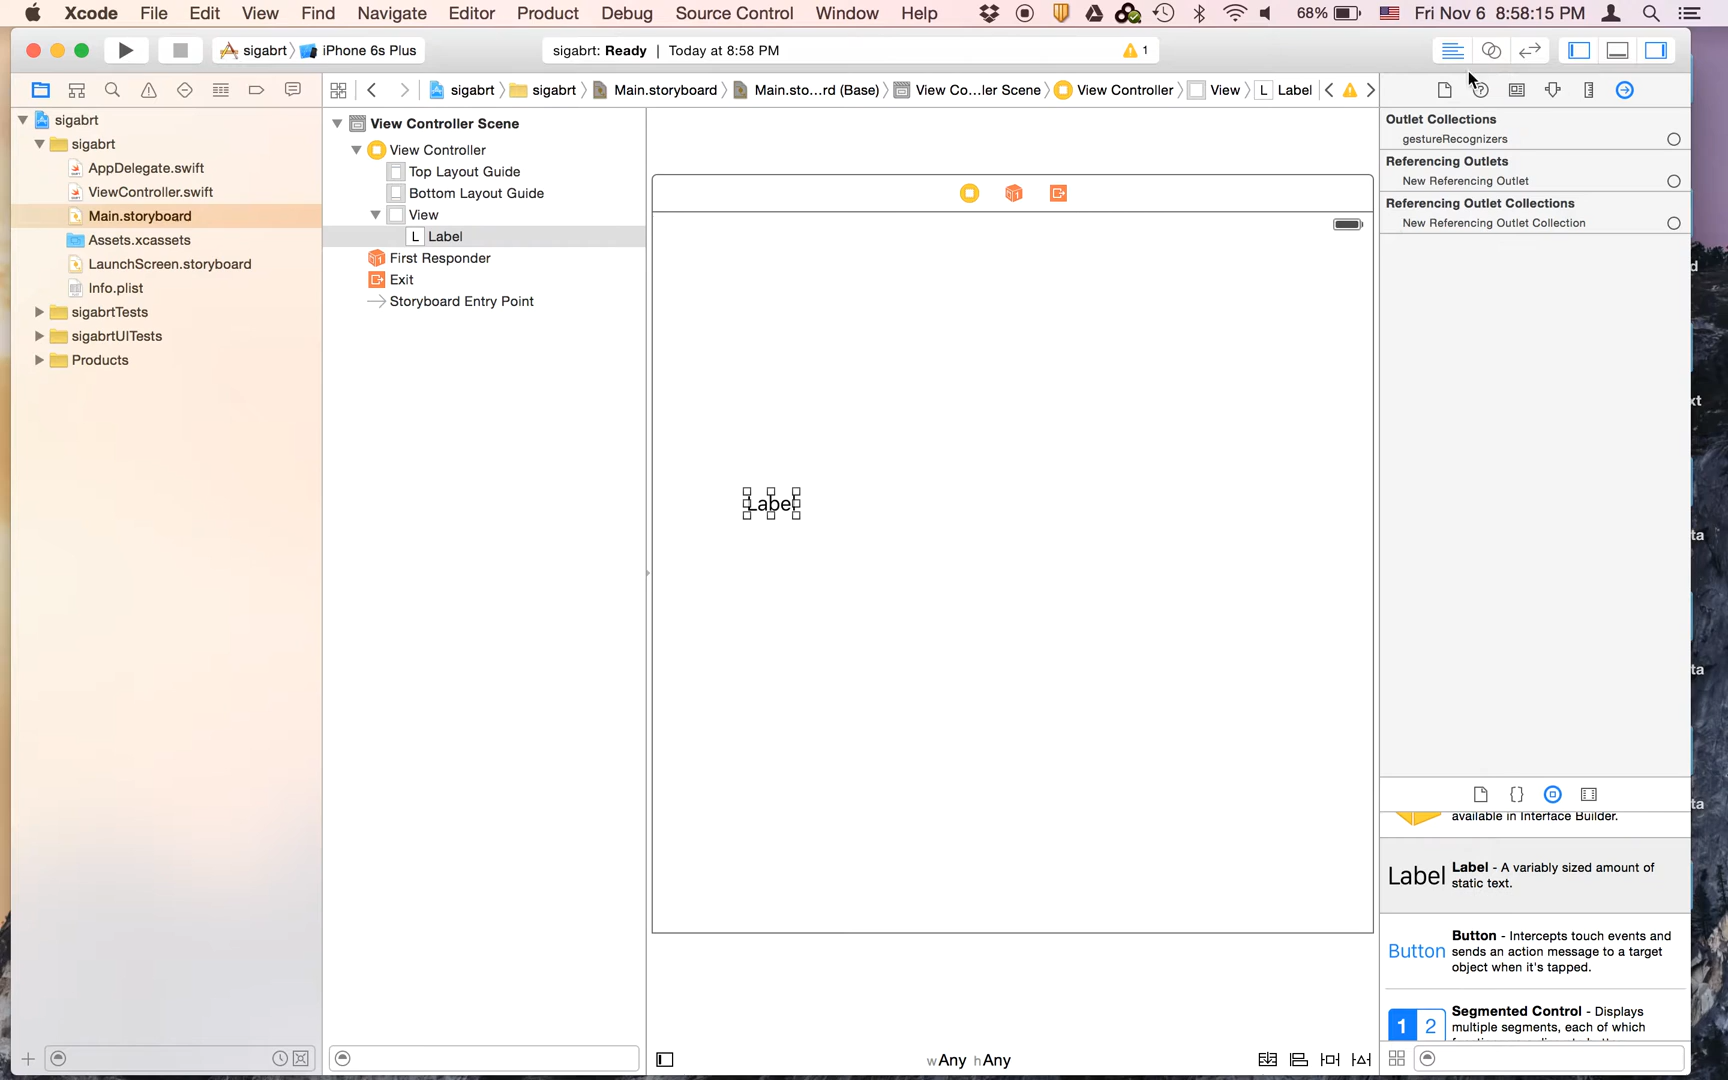 Xcode File Edit View Find Navigate Editor Product Debug Source Control Window Help 68% Fri Nov 6 8:58:15 PM
sigabrt iPhone 6s Plus sigabrt: Ready | Today at 8:58 PM 1
sigabrt sigabrt Main.storyboard Main.sto...rd (Base) View Co...ler Scene View Controller View L Label
sigabrt
sigabrt
AppDelegate.swift
ViewController.swift
Main.storyboard
Assets.xcassets
LaunchScreen.storyboard
Info.plist
sigabrtTests
sigabrtUITests
Products
View Controller Scene
View Controller
Top Layout Guide
Bottom Layout Guide
View
L Label
First Responder
Exit
Storyboard Entry Point
Label
wAny hAny
Outlet Collections
gestureRecognizers
Referencing Outlets
New Referencing Outlet
Referencing Outlet Collections
New Referencing Outlet Collection
available in Interface Builder.
Label Label - A variably sized amount of
static text.
Button Button - Intercepts touch events and
sends an action message to a target
object when it's tapped.
1 2 Segmented Control - Displays
multiple segments, each of which
d
xt
ta
ta
ta
ta